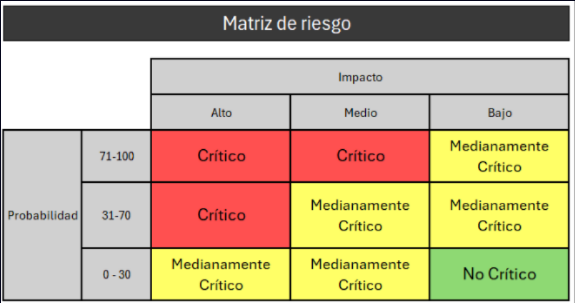 Matriz de riesgo
Impacto
Alto Medio Bajo
71-100 Crítico Crítico Medianamente
Crítico
Probabilidad 31-70 Crítico Medianamente
Crítico Medianamente
Crítico
0 - 30 Medianamente
Crítico Medianamente
Crítico No Crítico